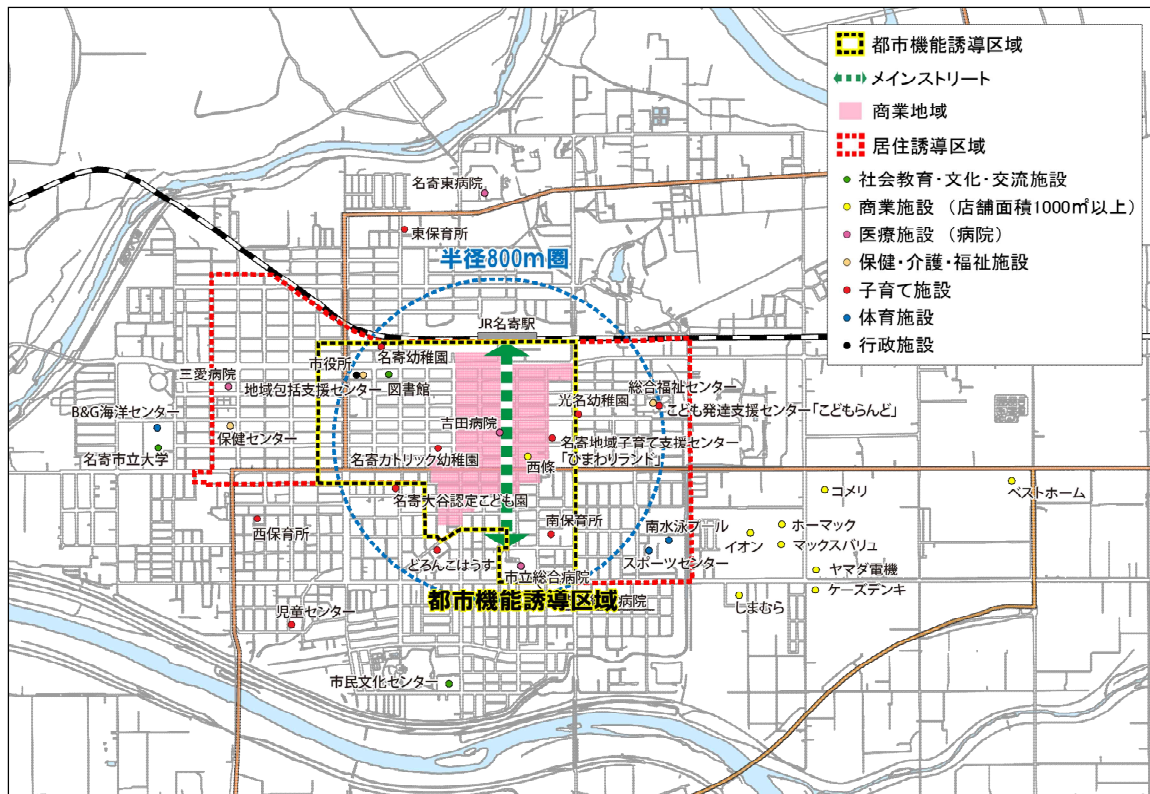 都市機能誘導区域
メインストリート
商業地域
居住誘導区域
社会教育・文化・交流施設
商業施設 （店舗面積1000㎡以上）
医療施設 （病院）
保健・介護・福祉施設
子育て施設
体育施設
行政施設
名寄東病院
東保育所
半径800m圏
JR名寄駅
名寄幼稚園
市役所
地域包括支援センター
図書館
三愛病院
B&G海洋センター
保健センター
名寄市立大学
総合福祉センター
光名幼稚園
こども発達支援センター「こどもらんど」
吉田病院
名寄地域子育て支援センター
「ひまわりランド」
名寄カトリック幼稚園
西條
名寄大谷認定こども園
コメリ
ベストホーム
西保育所
南保育所
南水泳プール
ホーマック
イオン
マックスバリュ
どろんこはうす
スポーツセンター
市立総合病院
ヤマダ電機
ケーズデンキ
しまむら
都市機能誘導区域
病院
児童センター
市民文化センター